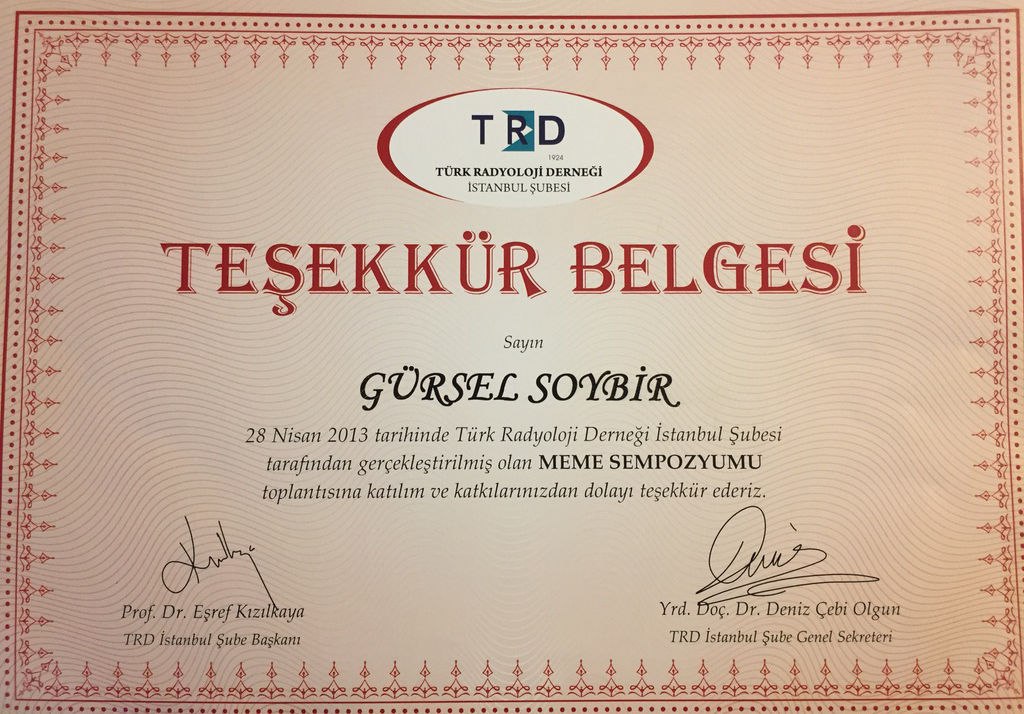 TRD
1924
TÜRK RADYOLOJİ DERNEĞİ
İSTANBUL ŞUBESİ
TEŞEKKÜR BELGESİ
Sayın
GÜRSEL SOYBİR
28 Nisan 2013 tarihinde Türk Radyoloji Derneği İstanbul Şubesi
tarafından gerçekleştirilmiş olan MEME SEMPOZYUMU
toplantısına katılım ve katkılarınızdan dolayı teşekkür ederiz.
Prof. Dr. Eşref Kızılkaya
TRD İstanbul Şube Başkanı
Yrd. Doç. Dr. Deniz Çebi Olgun
TRD İstanbul Şube Genel Sekreteri